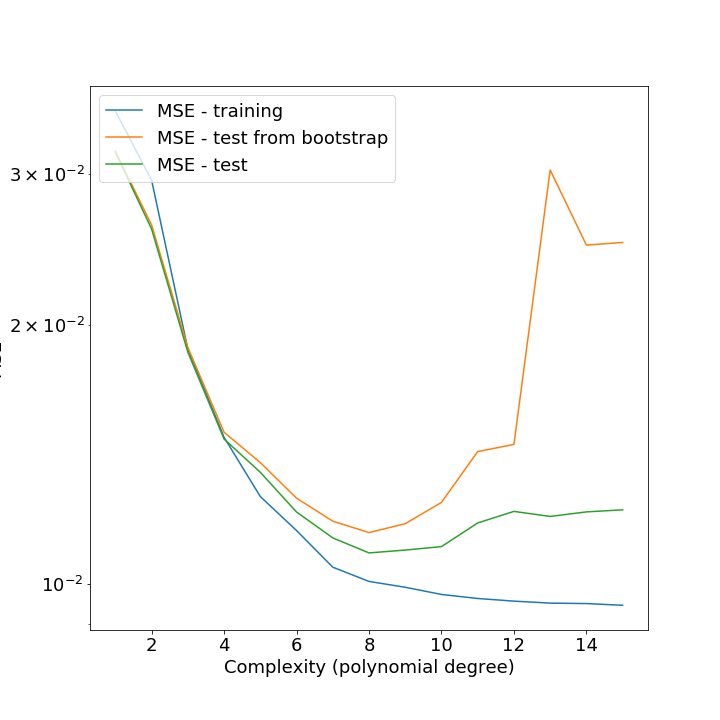 MSE - training
MSE - test from bootstrap
MSE - test
3 × 10⁻²
2 × 10⁻²
10⁻²
2 4 6 8 10 12 14
Complexity (polynomial degree)